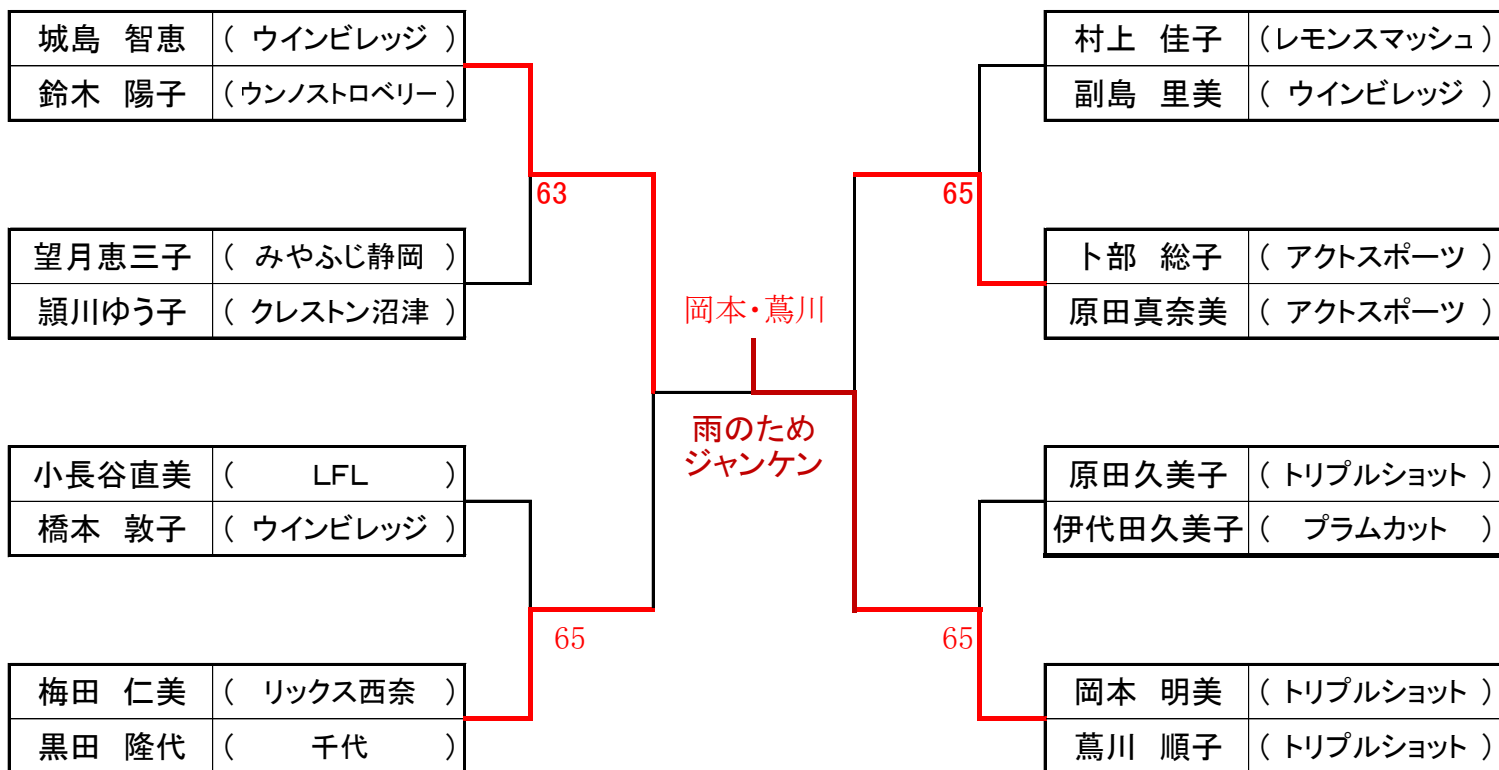 城島 智恵 ( ウインビレッジ )
鈴木 陽子 (ウンノストロベリー)
63
望月恵三子 ( みやふじ静岡 )
頴川ゆう子 ( クレストン沼津 )
小長谷直美 ( LFL )
橋本 敦子 ( ウインビレッジ )
65
梅田 仁美 ( リックス西奈 )
黒田 隆代 ( 千代 )
岡本・蔦川
雨のため
ジャンケン
村上 佳子 (レモンスマッシュ)
副島 里美 ( ウインビレッジ )
65
卜部 総子 ( アクトスポーツ )
原田真奈美 ( アクトスポーツ )
原田久美子 ( トリプルショット )
伊代田久美子 ( プラムカット )
65
岡本 明美 ( トリプルショット )
蔦川 順子 ( トリプルショット )